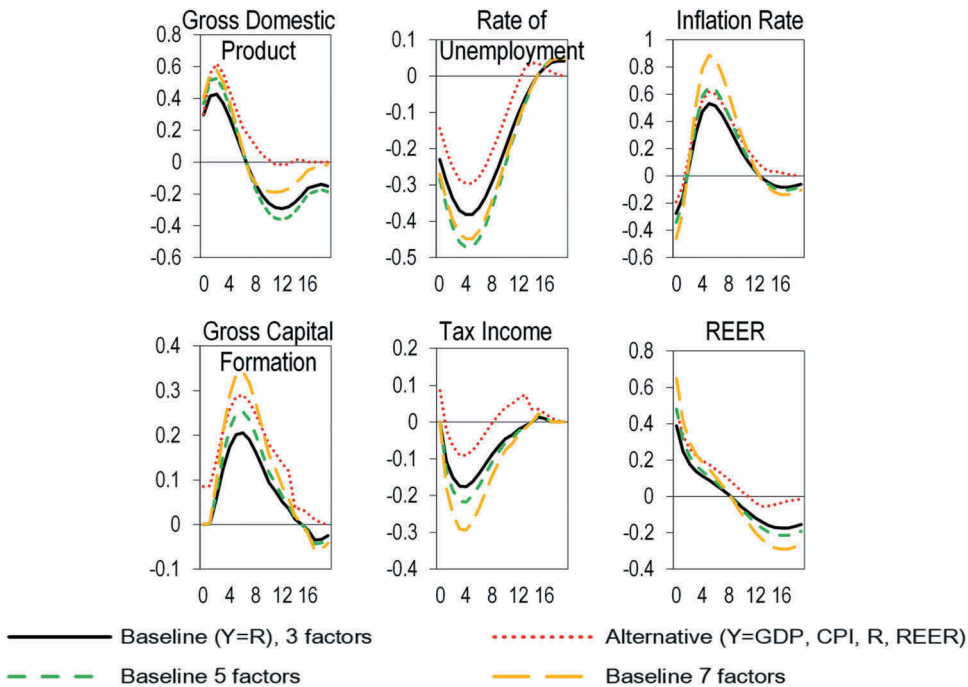 Gross Domestic
Product
Rate of
Unemployment
Inflation Rate
0.8
0.6
0.4
0.2
0
-0.2
-0.4
-0.6
0 4 8 12 16
0.1
0
-0.1
-0.2
-0.3
-0.4
-0.5
0 4 8 12 16
1
0.8
0.6
0.4
0.2
0
-0.2
-0.4
-0.6
0 4 8 12 16
Gross Capital
Formation
Tax Income
REER
0.4
0.3
0.2
0.1
0
-0.1
0 4 8 12 16
0.2
0.1
0
-0.1
-0.2
-0.3
-0.4
0 4 8 12 16
0.8
0.6
0.4
0.2
0
-0.2
-0.4
0 4 8 12 16
Baseline (Y=R), 3 factors
Alternative (Y=GDP, CPI, R, REER)
Baseline 5 factors
Baseline 7 factors